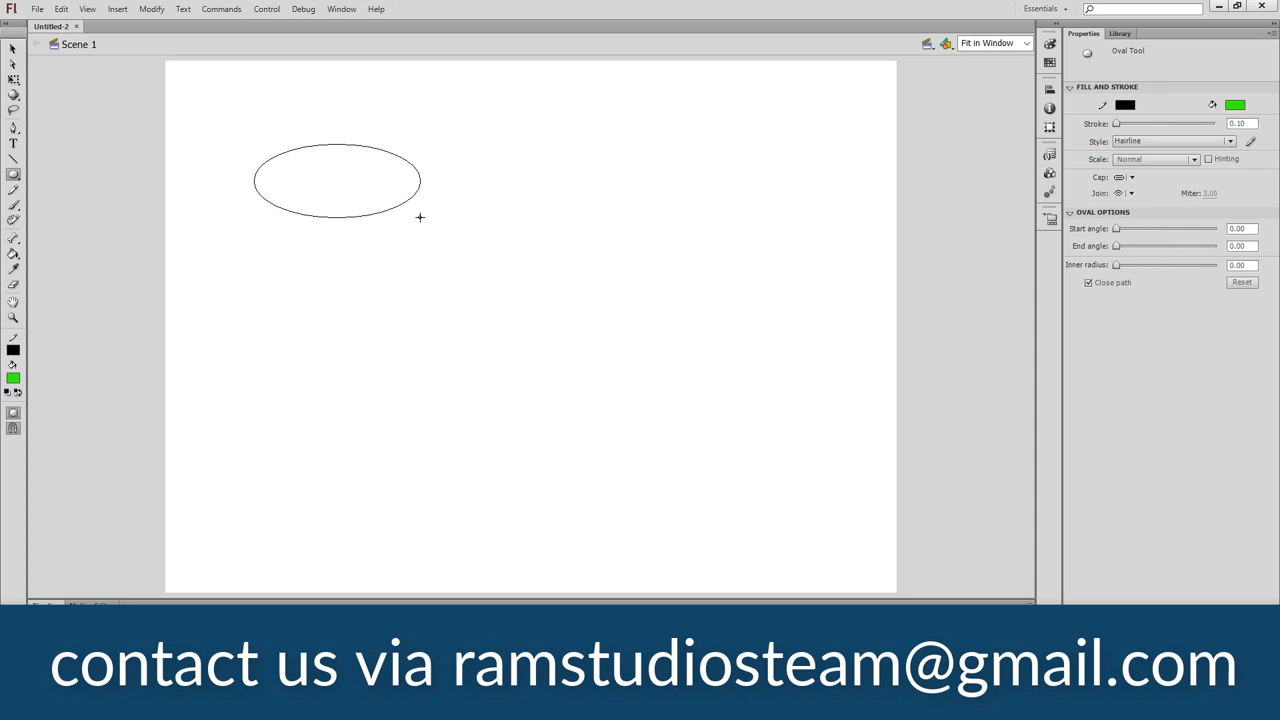 Fl File Edit View Insert Modify Text Commands Control Debug Window Help Essentials
Untitled-2 ×
Scene 1 Fit in Window
Properties Library
Oval Tool
FILL AND STROKE
Stroke: 0.10
Style: Hairline
Scale: Normal Hinting
Cap:
Join: Miter: 3.00
OVAL OPTIONS
Start angle: 0.00
End angle: 0.00
Inner radius: 0.00
Close path Reset
contact us via ramstudiosteam@gmail.com